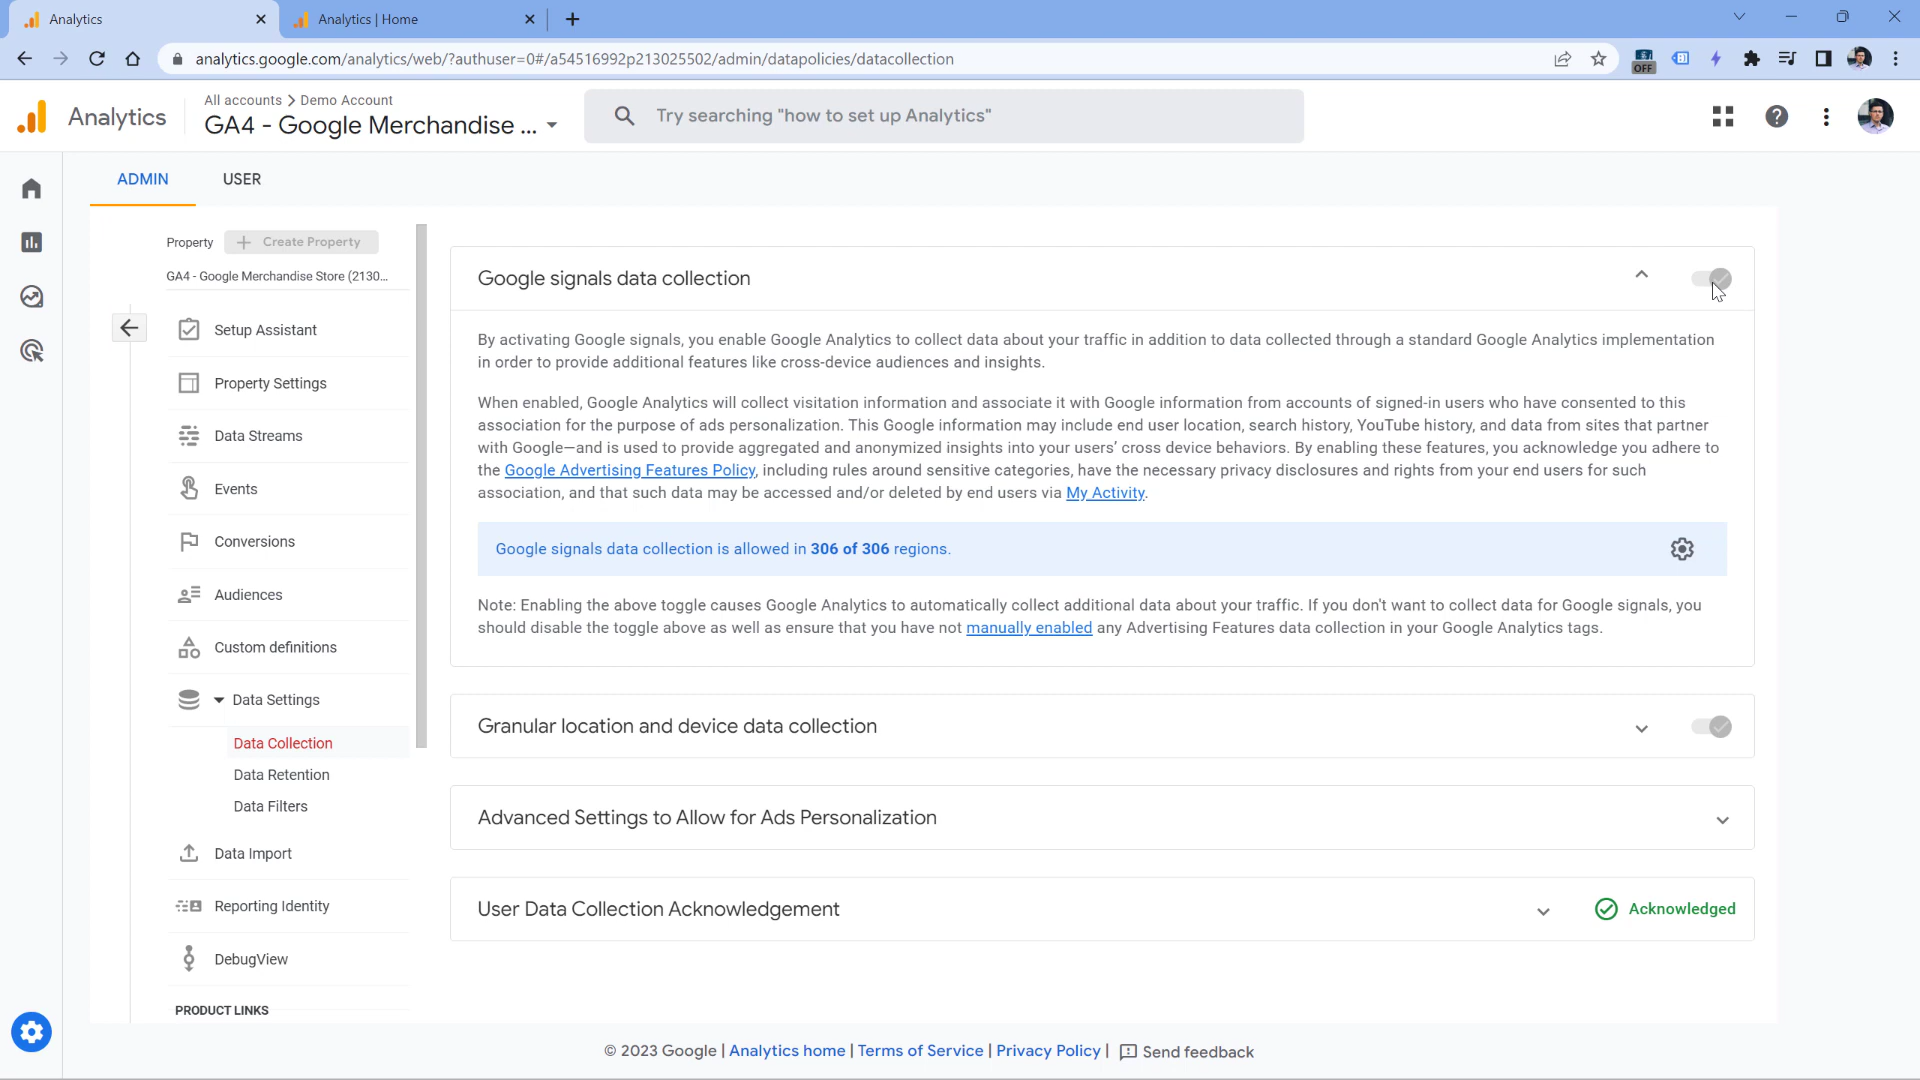 Analytics
Analytics | Home
analytics.google.com/analytics/web/?authuser=0#/a54516992p213025502/admin/datapolicies/datacollection
OFF
Analytics
All accounts > Demo Account
GA4 - Google Merchandise ...
Try searching "how to set up Analytics"
ADMIN
USER
Property
Create Property
GA4 - Google Merchandise Store (2130...
Setup Assistant
Property Settings
Data Streams
Events
Conversions
Audiences
Custom definitions
Data Settings
Data Collection
Data Retention
Data Filters
Data Import
Reporting Identity
DebugView
PRODUCT LINKS
Google signals data collection
By activating Google signals, you enable Google Analytics to collect data about your traffic in addition to data collected through a standard Google Analytics implementation
in order to provide additional features like cross-device audiences and insights.
When enabled, Google Analytics will collect visitation information and associate it with Google information from accounts of signed-in users who have consented to this
association for the purpose of ads personalization. This Google information may include end user location, search history, YouTube history, and data from sites that partner
with Google—and is used to provide aggregated and anonymized insights into your users’ cross device behaviors. By enabling these features, you acknowledge you adhere to
the Google Advertising Features Policy, including rules around sensitive categories, have the necessary privacy disclosures and rights from your end users for such
association, and that such data may be accessed and/or deleted by end users via My Activity.
Google signals data collection is allowed in 306 of 306 regions.
Note: Enabling the above toggle causes Google Analytics to automatically collect additional data about your traffic. If you don't want to collect data for Google signals, you
should disable the toggle above as well as ensure that you have not manually enabled any Advertising Features data collection in your Google Analytics tags.
Granular location and device data collection
Advanced Settings to Allow for Ads Personalization
User Data Collection Acknowledgement
Acknowledged
© 2023 Google | Analytics home | Terms of Service | Privacy Policy | Send feedback